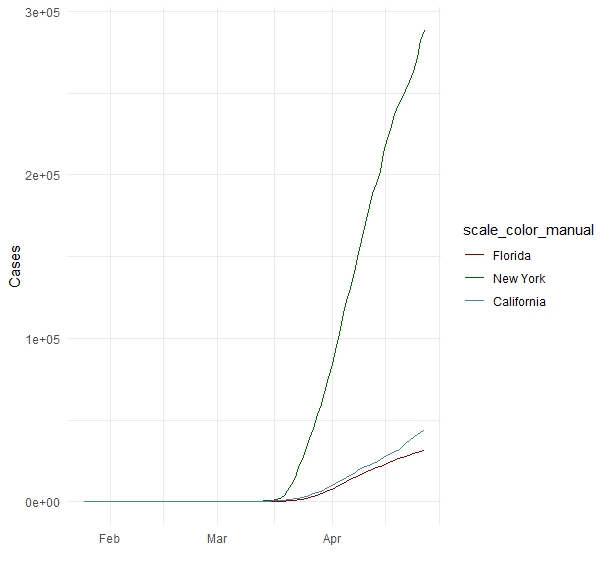 3e+05
2e+05
1e+05
0e+00
Cases
Feb
Mar
Apr
scale_color_manual
Florida
New York
California